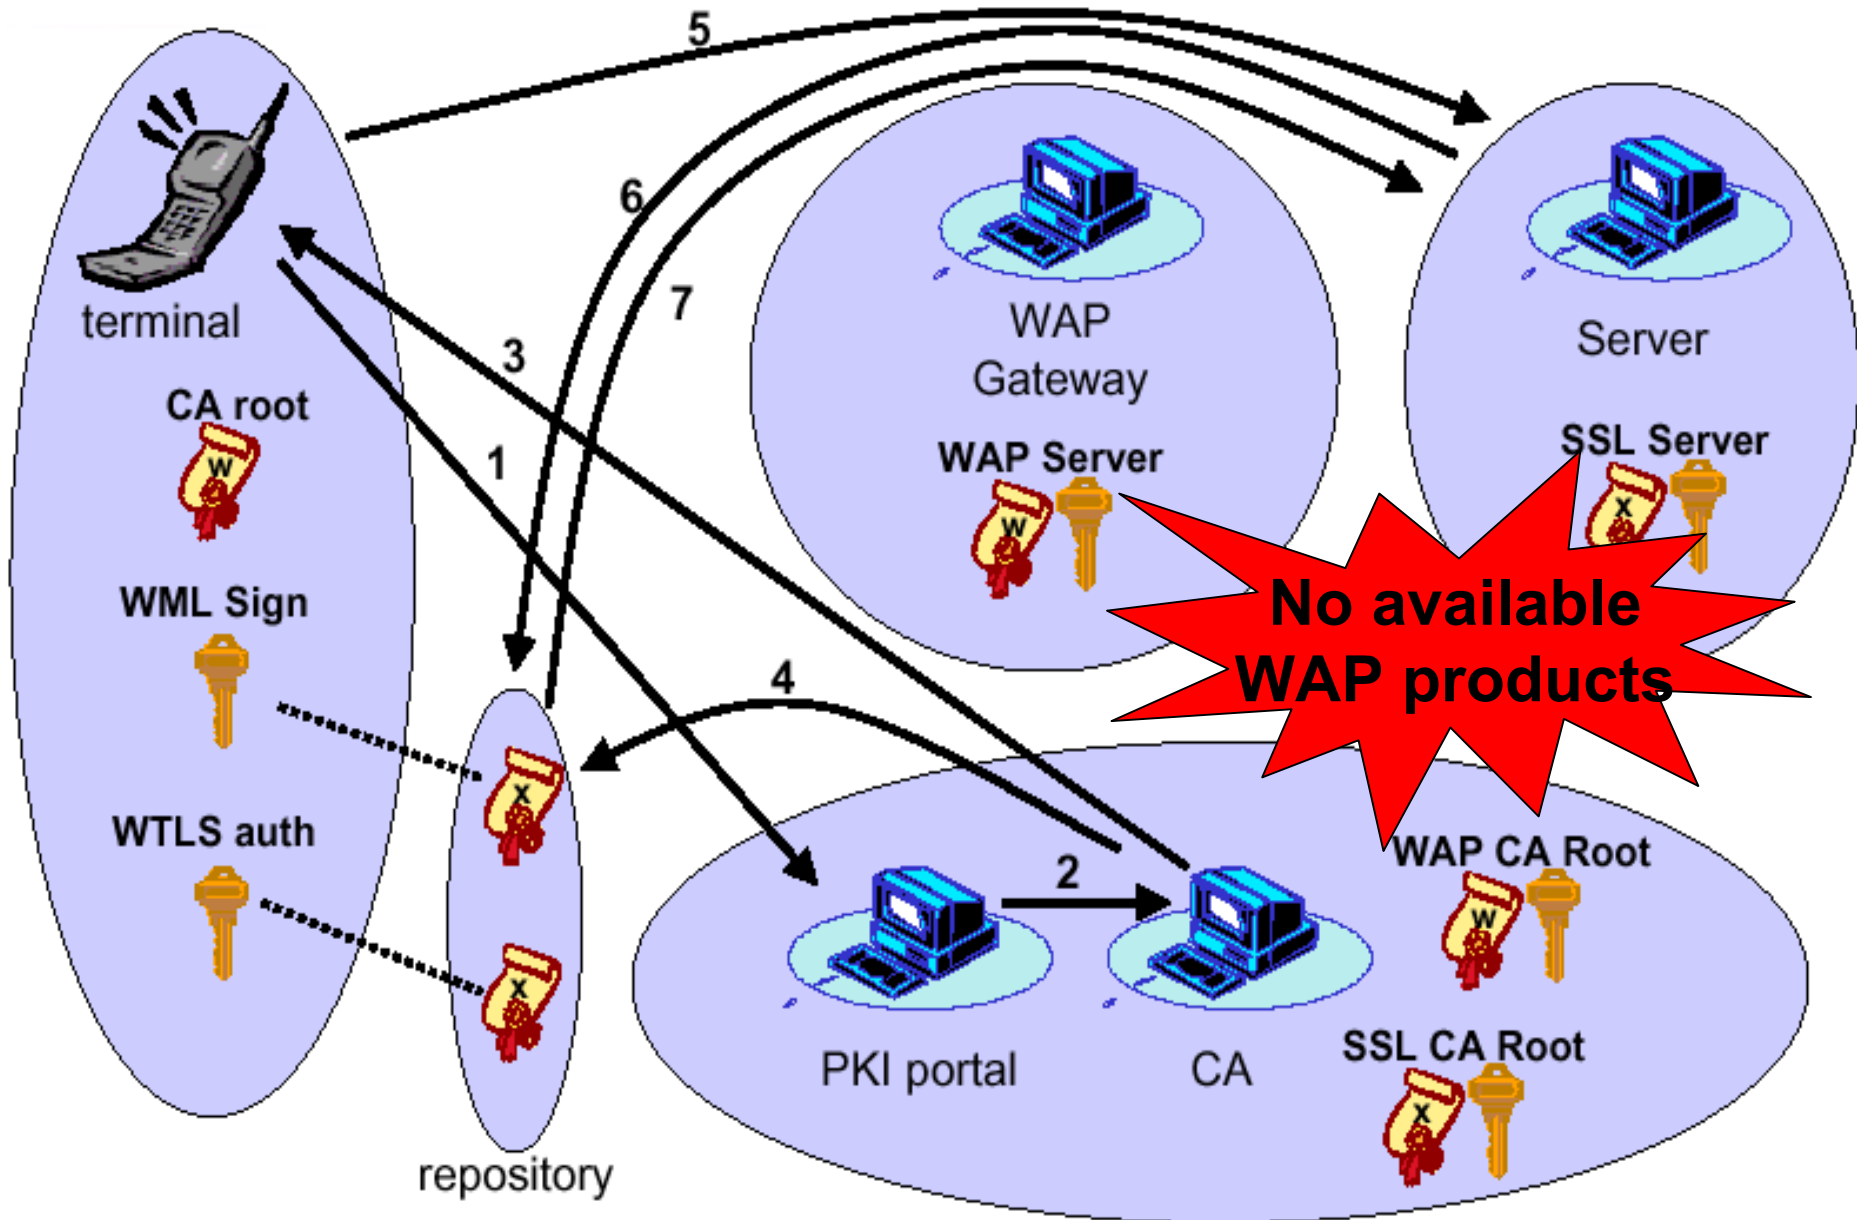 5
6
7
terminal
WAP
Gateway
Server
3
CA root
W
1
WAP Server
W
SSL Server
X
WML Sign
No available
WAP products
4
X
WTLS auth
2
WAP CA Root
W
X
PKI portal
CA
SSL CA Root
X
repository